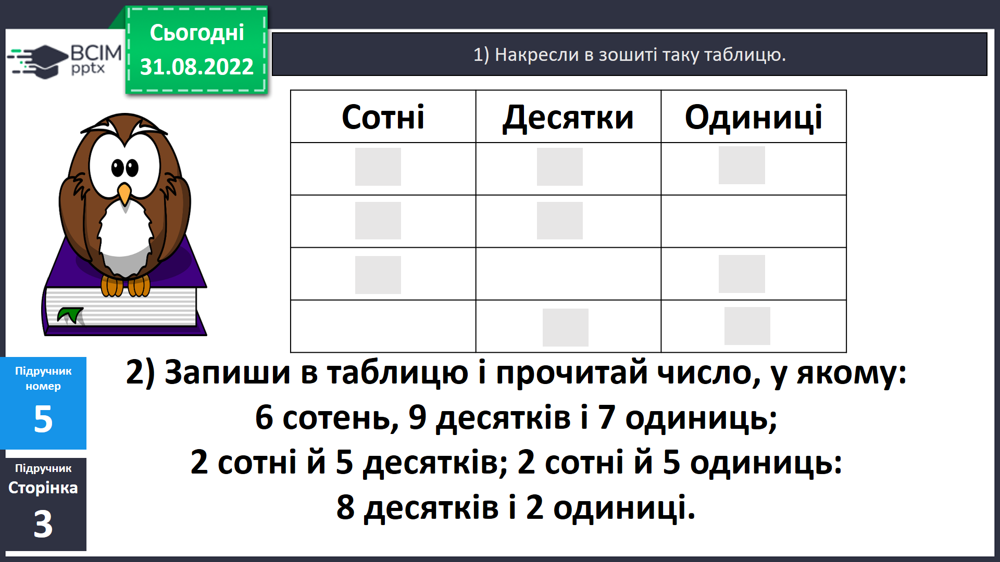 BCIM
pptx
Сьогодні
31.08.2022
1) Накресли в зошиті таку таблицю.
Сотні Десятки Одиниці
2) Запиши в таблицю і прочитай число, у якому:
6 сотень, 9 десятків і 7 одиниць;
2 сотні й 5 десятків; 2 сотні й 5 одиниць:
8 десятків і 2 одиниці.
Підручник
номер
5
Підручник
Сторінка
3